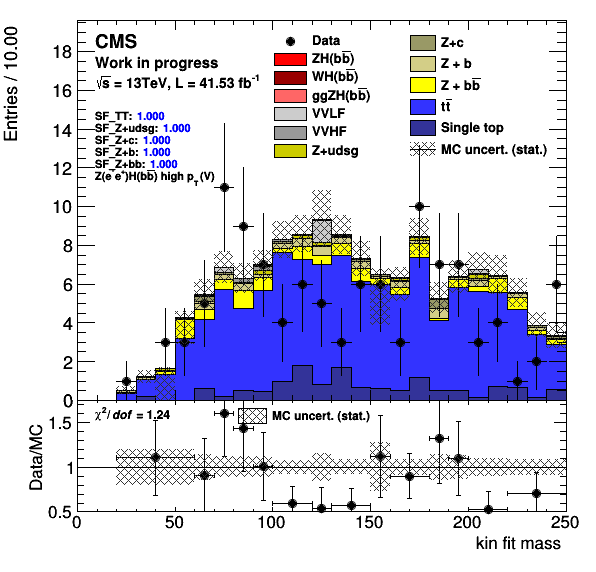 Entries / 10.00
18
16
14
12
10
8
6
4
2
0
CMS
Work in progress
√s = 13TeV, L = 41.53 fb⁻¹
SF_TT: 1.000
SF_Z+udsg: 1.000
SF_Z+c: 1.000
SF_Z+b: 1.000
SF_Z+bb: 1.000
Z(e⁺e⁻)H(bb̅) high p_T(V)
Data
ZH(bb̅)
WH(bb̅)
ggZH(bb̅)
VVLF
VVHF
Z+udsg
Z+c
Z + b
Z + bb̅
tt̅
Single top
MC uncert. (stat.)
Data/MC
1.5
1
0.5
χ²/dof = 1.24
MC uncert. (stat.)
0 50 100 150 200 250
kin fit mass